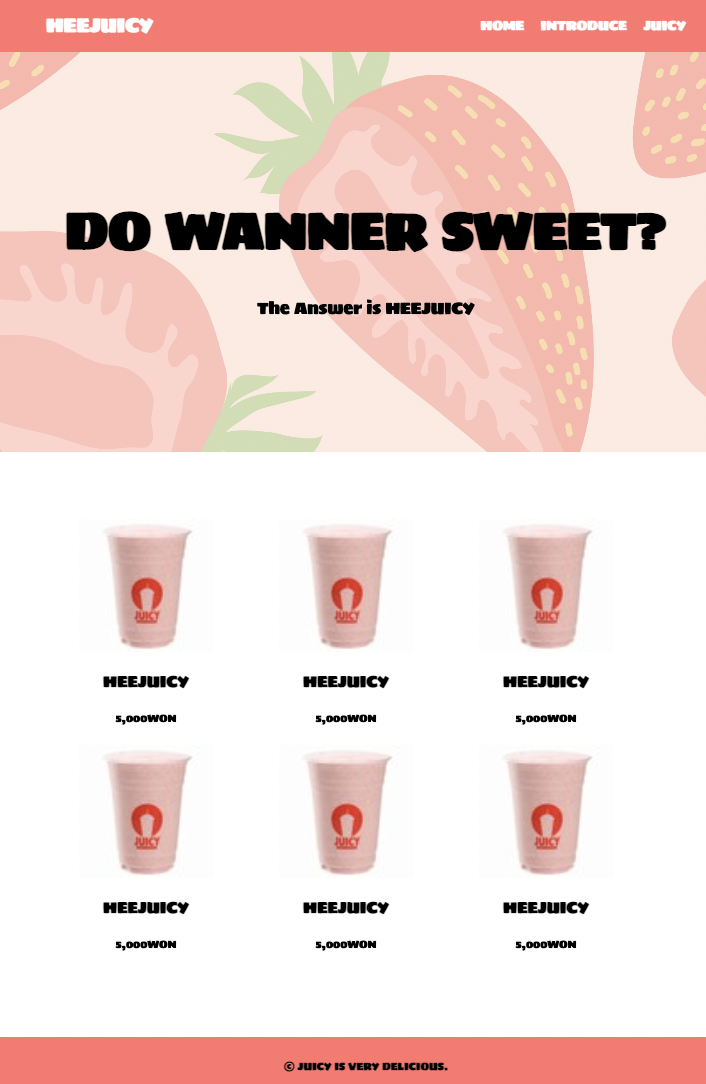 HEEJUICY HOME INTRODUCE JUICY
DO WANNER SWEET?
The Answer is HEEJUICY
JUICY JUICY JUICY
HEEJUICY HEEJUICY HEEJUICY
5,000WON 5,000WON 5,000WON
JUICY JUICY JUICY
HEEJUICY HEEJUICY HEEJUICY
5,000WON 5,000WON 5,000WON
© JUICY IS VERY DELICIOUS.